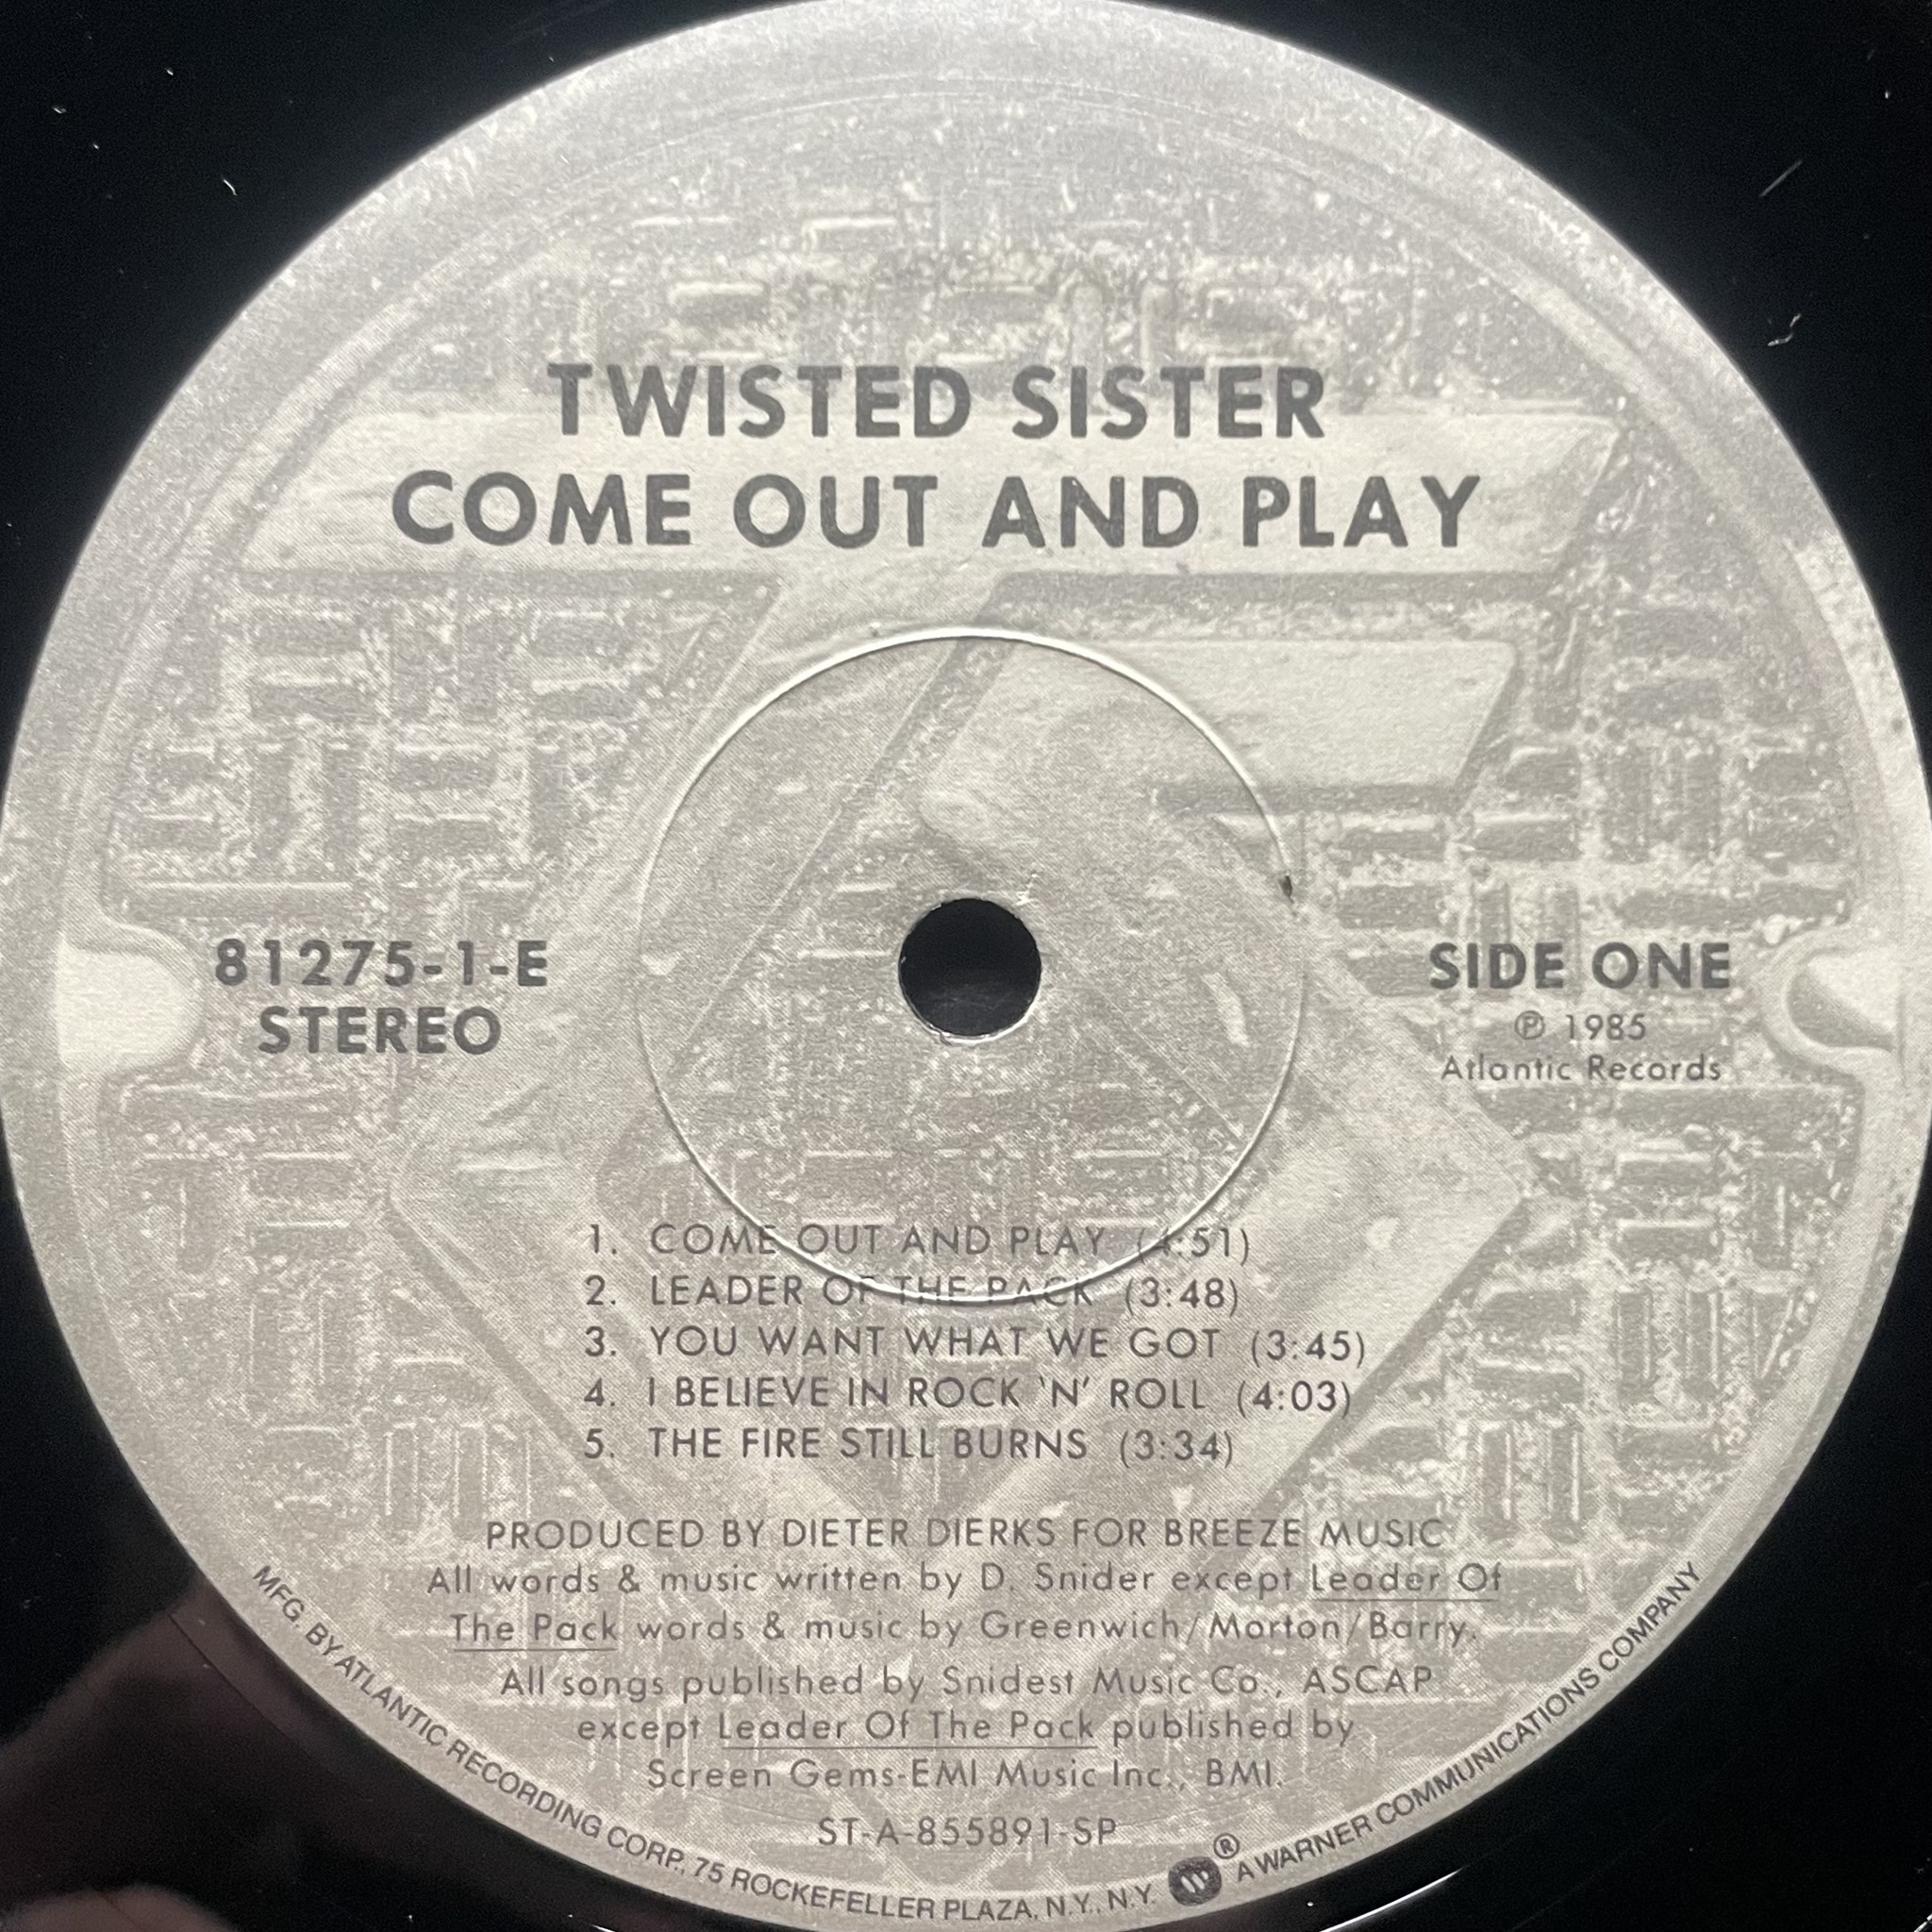 TWISTED SISTER
COME OUT AND PLAY
81275-1-E
STEREO
SIDE ONE
℗ 1985
Atlantic Records
1. COME OUT AND PLAY (4:51)
2. LEADER OF THE PACK (3:48)
3. YOU WANT WHAT WE GOT (3:45)
4. I BELIEVE IN ROCK 'N' ROLL (4:03)
5. THE FIRE STILL BURNS (3:34)
PRODUCED BY DIETER DIERKS FOR BREEZE MUSIC
All words & music written by D. Snider except Leader Of
The Pack words & music by Greenwich/Morton/Barry.
All songs published by Snidest Music Co., ASCAP
except Leader Of The Pack published by
Screen Gems-EMI Music Inc., BMI.
ST-A-855891-SP
MFG. BY ATLANTIC RECORDING CORP., 75 ROCKEFELLER PLAZA, N.Y., N.Y. ® A WARNER COMMUNICATIONS COMPANY